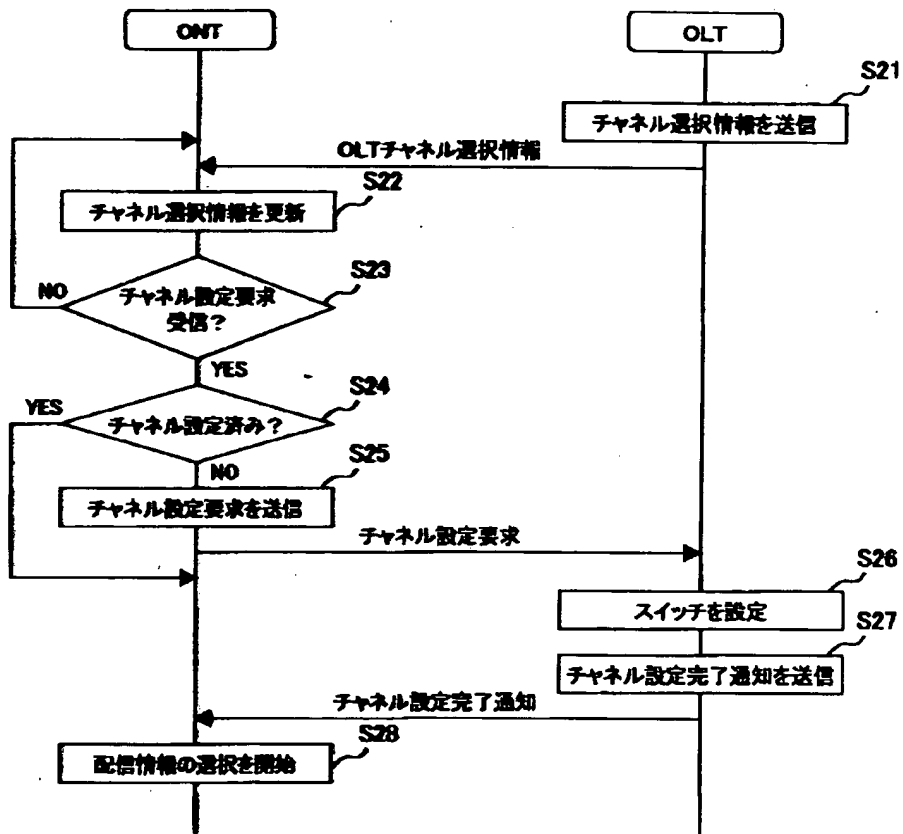 ONT
OLT
S21
チャネル選択情報を送信
OLTチャネル選択情報
S22
チャネル選択情報を更新
S23
チャネル設定要求
受信?
NO
YES
S24
チャネル設定済み?
YES
NO
S25
チャネル設定要求を送信
チャネル設定要求
S26
スイッチを設定
S27
チャネル設定完了通知を送信
チャネル設定完了通知
S28
配信情報の選択を開始